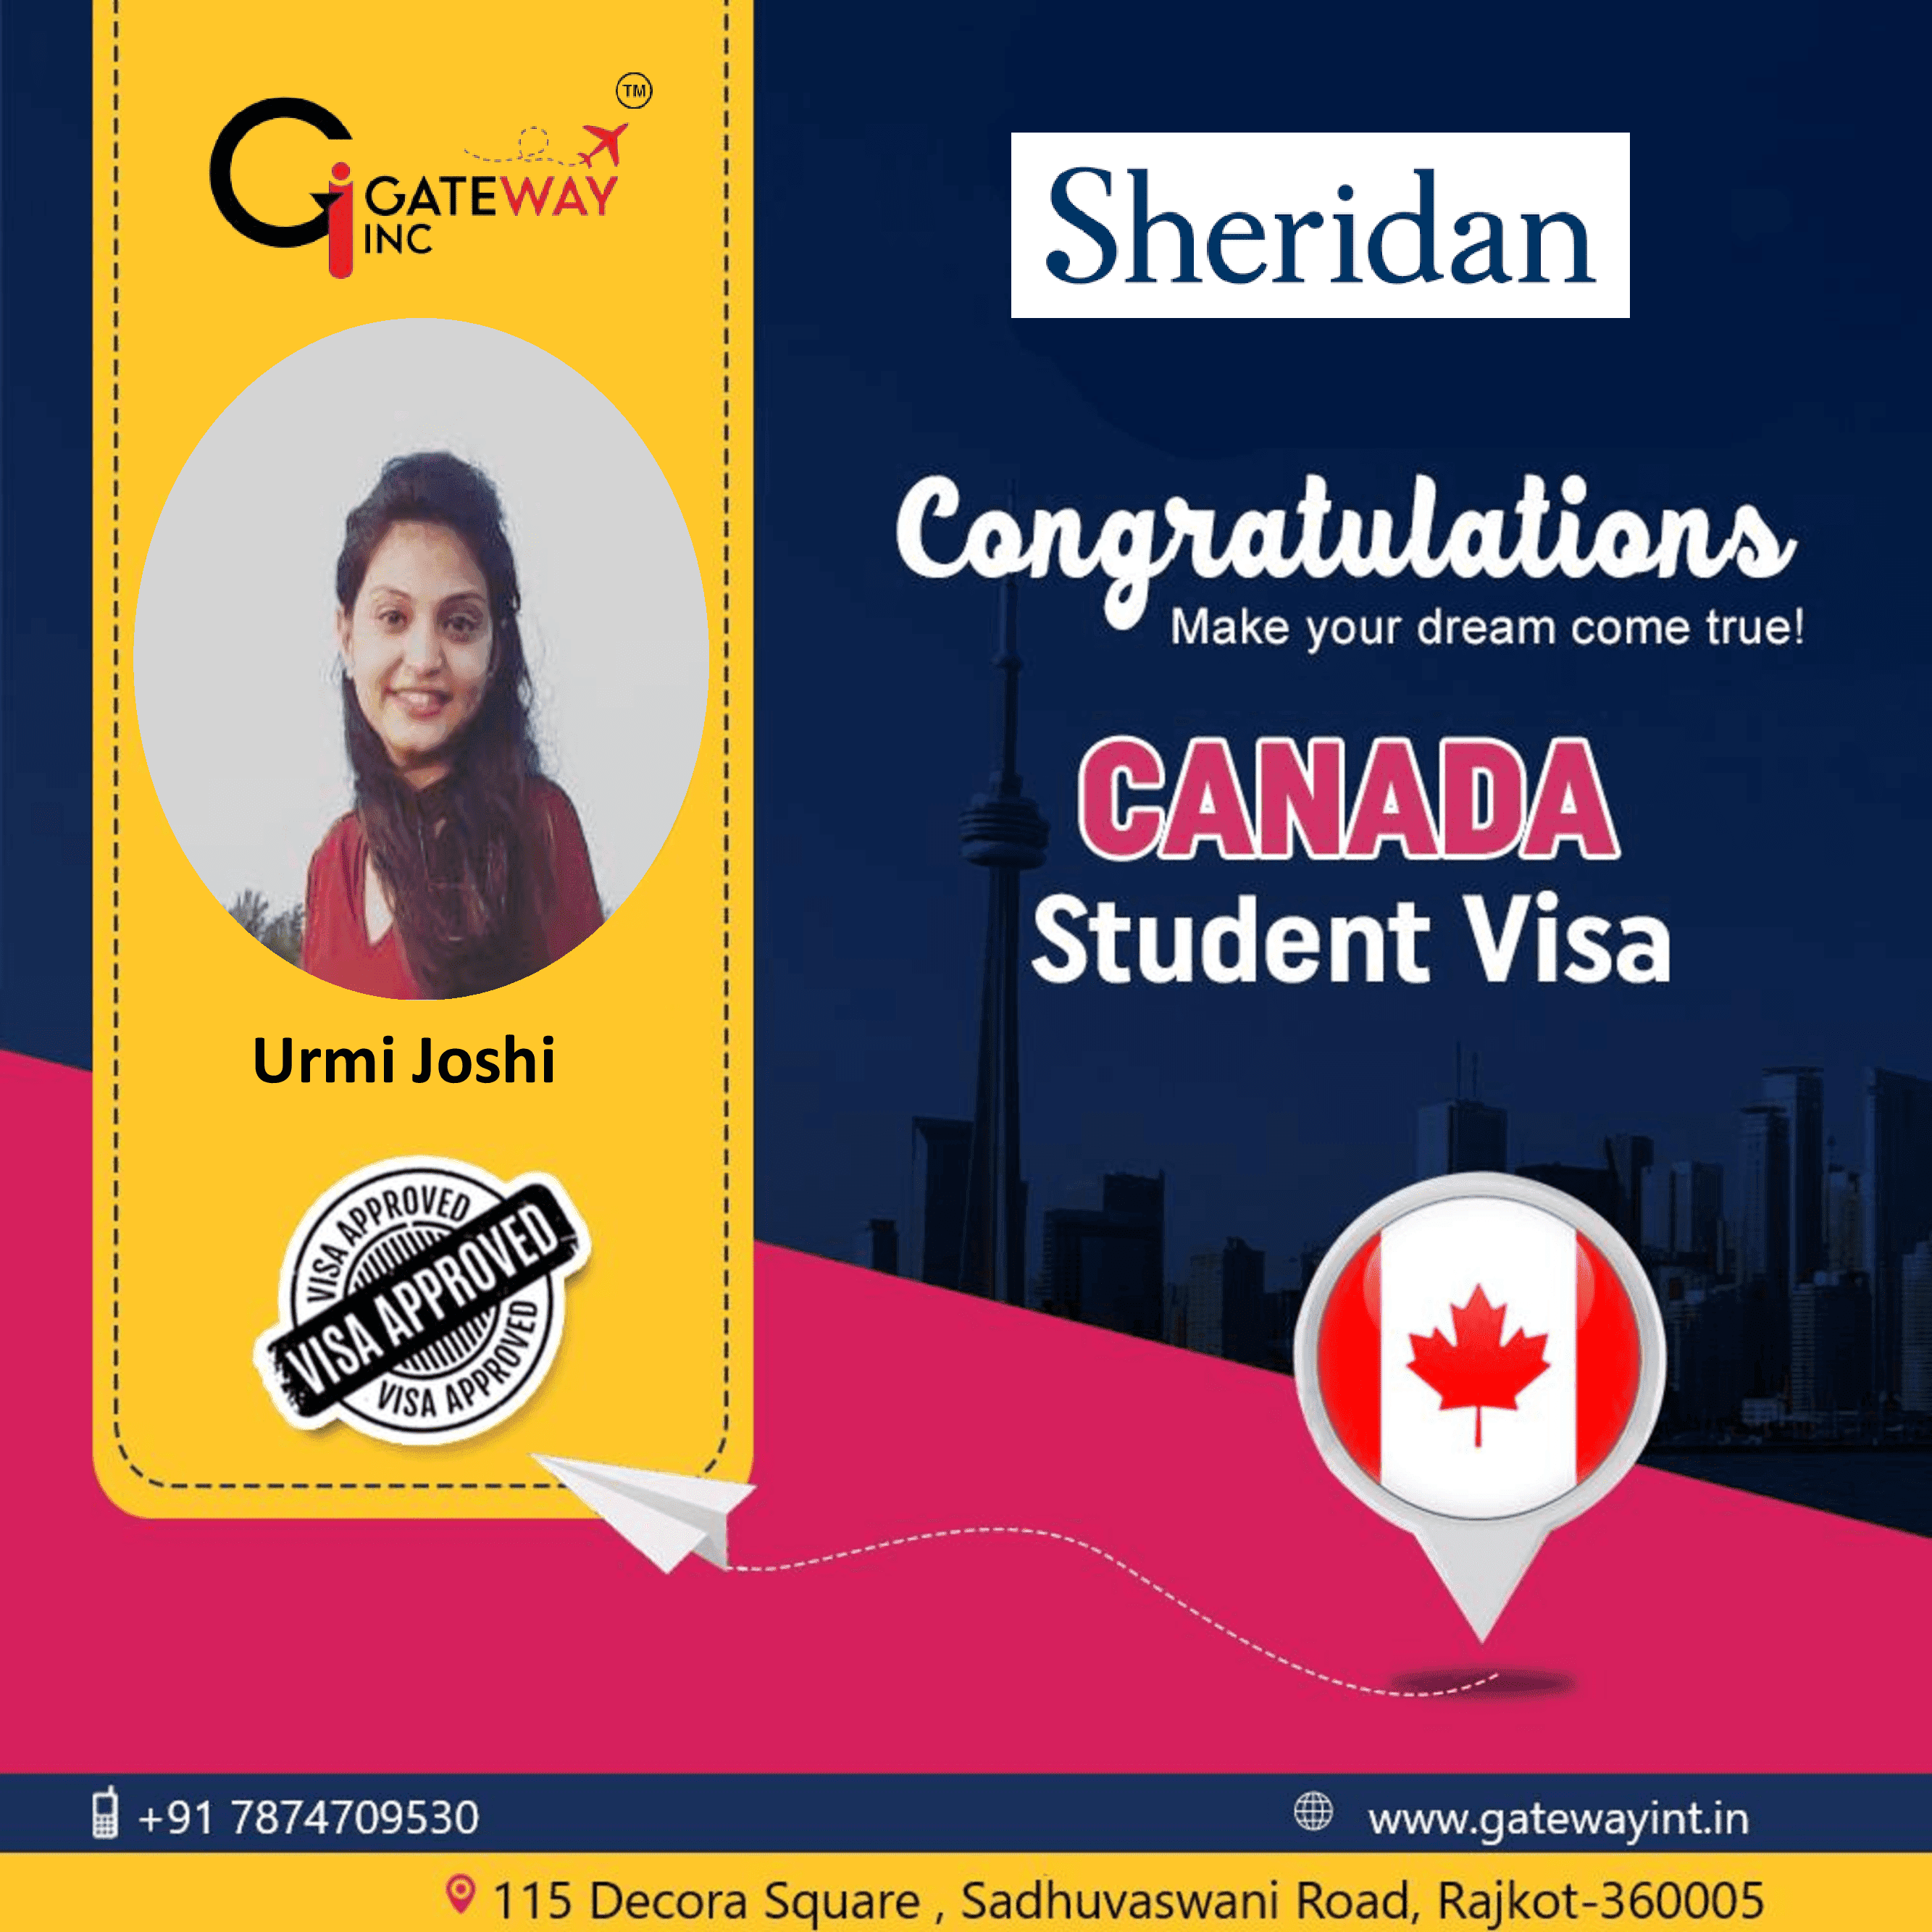 TM
GATEWAY
INC
Urmi Joshi
VISA APPROVED
VISA APPROVED
VISA APPROVED
Sheridan
Congratulations
Make your dream come true!
CANADA
Student Visa
+91 7874709530
www.gatewayint.in
115 Decora Square , Sadhuvaswani Road, Rajkot-360005